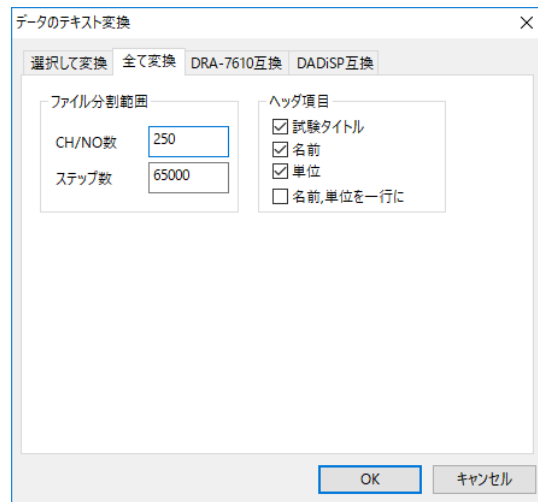 データのテキスト変換
選択して変換 全て変換 DRA-7610互換 DADiSP互換
ファイル分割範囲
CH/NO数 250
ステップ数 65000
ヘッダ項目
試験タイトル
名前
単位
名前,単位を一行に
OK キャンセル